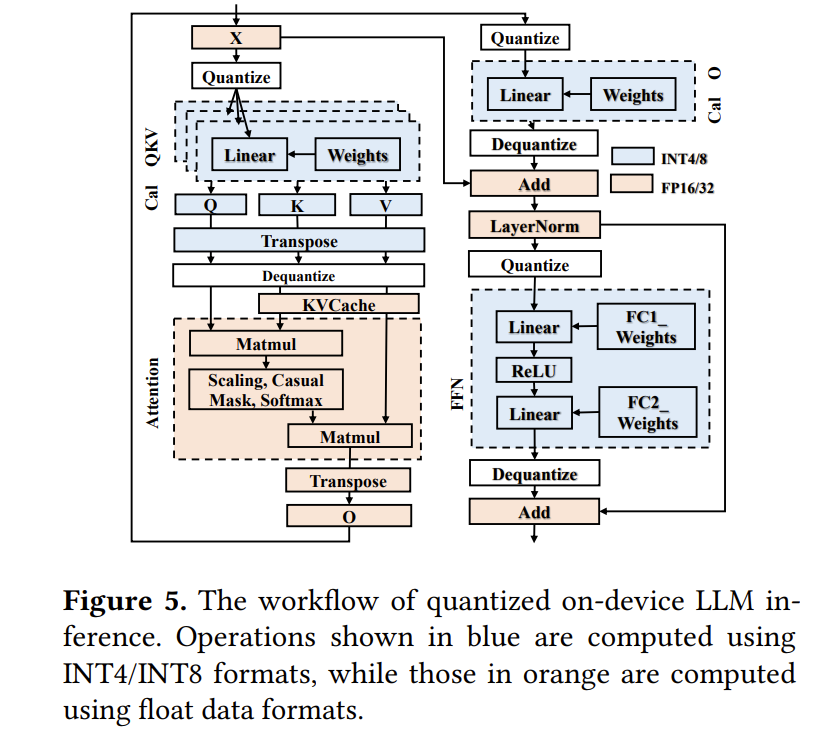 X
Quantize
Linear
Weights
Cal QKV
Q
K
V
Transpose
Dequantize
KVCache
Attention
Matmul
Scaling, Casual
Mask, Softmax
Matmul
Transpose
O
Quantize
Linear
Weights
Cal O
Dequantize
Add
LayerNorm
Quantize
INT4/8
FP16/32
FFN
Linear
FC1_
Weights
ReLU
Linear
FC2_
Weights
Dequantize
Add
Figure 5. The workflow of quantized on-device LLM in-
ference. Operations shown in blue are computed using
INT4/INT8 formats, while those in orange are computed
using float data formats.